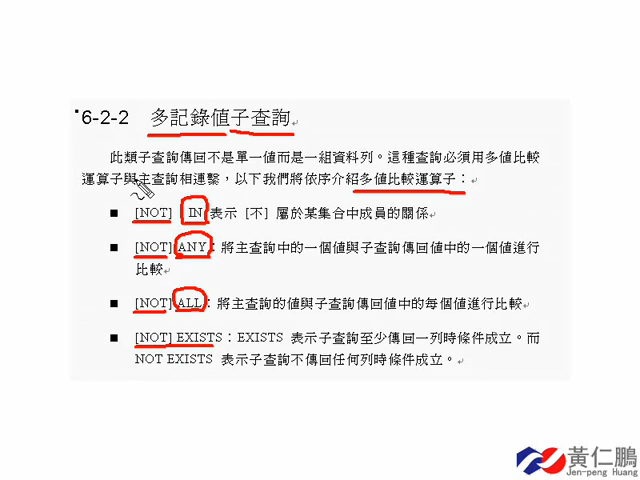 6-2-2 多記錄值子查詢
此類子查詢傳回不是單一值而是一組資料列。這種查詢必須用多值比較
運算子與主查詢相連繫，以下我們將依序介紹多值比較運算子：
■ [NOT] IN 表示 [不] 屬於某集合中成員的關係
■ [NOT] ANY：將主查詢中的一個值與子查詢傳回值中的一個值進行
比較
■ [NOT] ALL：將主查詢的值與子查詢傳回值中的每個值進行比較
■ [NOT] EXISTS：EXISTS 表示子查詢至少傳回一列時條件成立。而
NOT EXISTS 表示子查詢不傳回任何列時條件成立。
黃仁鵬
Jen-peng Huang